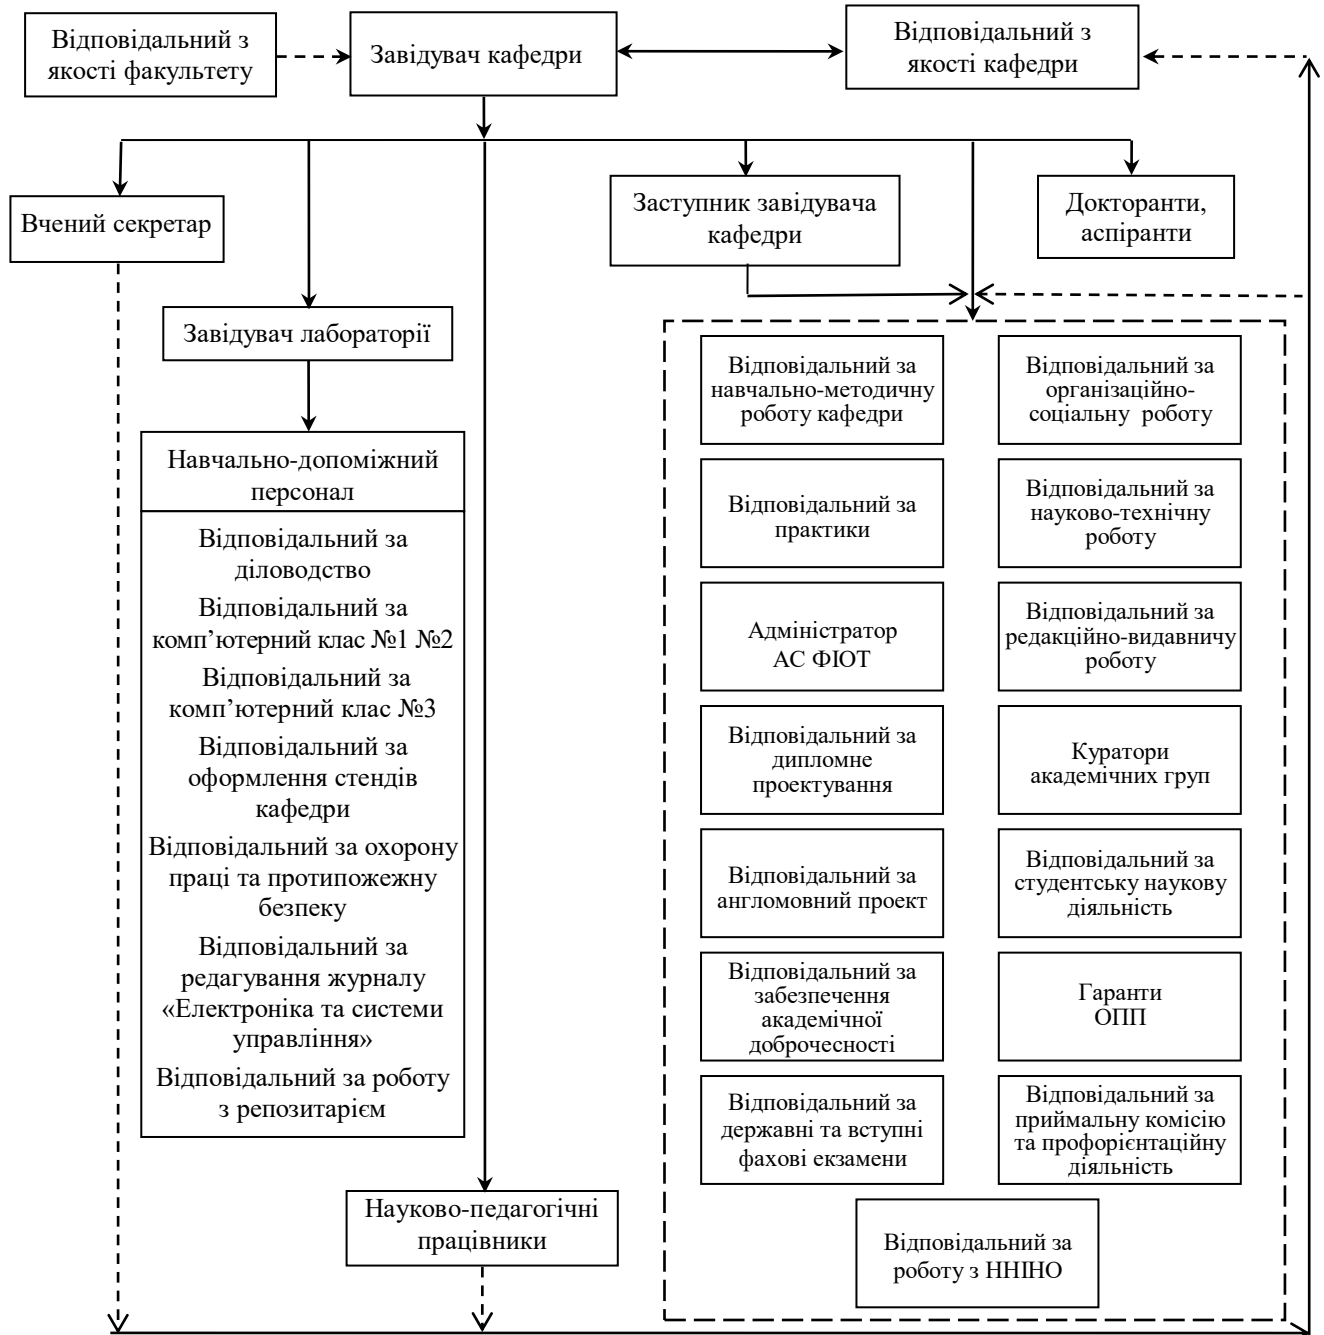 Відповідальний з
якості факультету
Завідувач кафедри
Відповідальний з
якості кафедри
Вчений секретар
Заступник завідувача
кафедри
Докторанти,
аспіранти
Завідувач лабораторії
Навчально-допоміжний
персонал
Відповідальний за
діловодство
Відповідальний за
комп’ютерний клас №1 №2
Відповідальний за
комп’ютерний клас №3
Відповідальний за
оформлення стендів
кафедри
Відповідальний за охорону
праці та протипожежну
безпеку
Відповідальний за
редагування журналу
«Електроніка та системи
управління»
Відповідальний за роботу
з репозитарієм
Науково-педагогічні
працівники
Відповідальний за
навчально-методичну
роботу кафедри
Відповідальний за
організаційно-
соціальну роботу
Відповідальний за
практики
Відповідальний за
науково-технічну
роботу
Адміністратор
АС ФІОТ
Відповідальний за
редакційно-видавничу
роботу
Відповідальний за
дипломне
проектування
Куратори
академічних груп
Відповідальний за
англомовний проект
Відповідальний за
студентську наукову
діяльність
Відповідальний за
забезпечення
академічної
доброчесності
Гаранти
ОПП
Відповідальний за
державні та вступні
фахові екзамени
Відповідальний за
приймальну комісію
та профорієнтаційну
діяльність
Відповідальний за
роботу з ННІНО